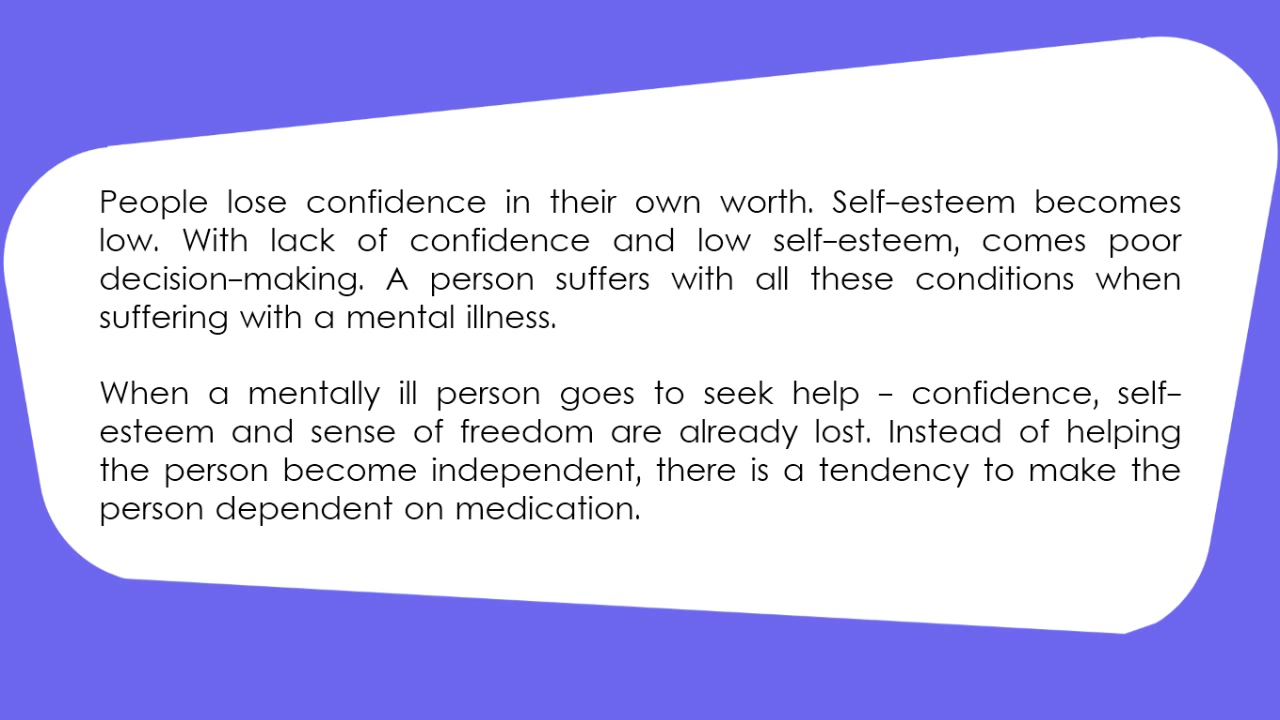 People lose confidence in their own worth. Self-esteem becomes
low. With lack of confidence and low self-esteem, comes poor
decision-making. A person suffers with all these conditions when
suffering with a mental illness.
When a mentally ill person goes to seek help - confidence, self-
esteem and sense of freedom are already lost. Instead of helping
the person become independent, there is a tendency to make the
person dependent on medication.